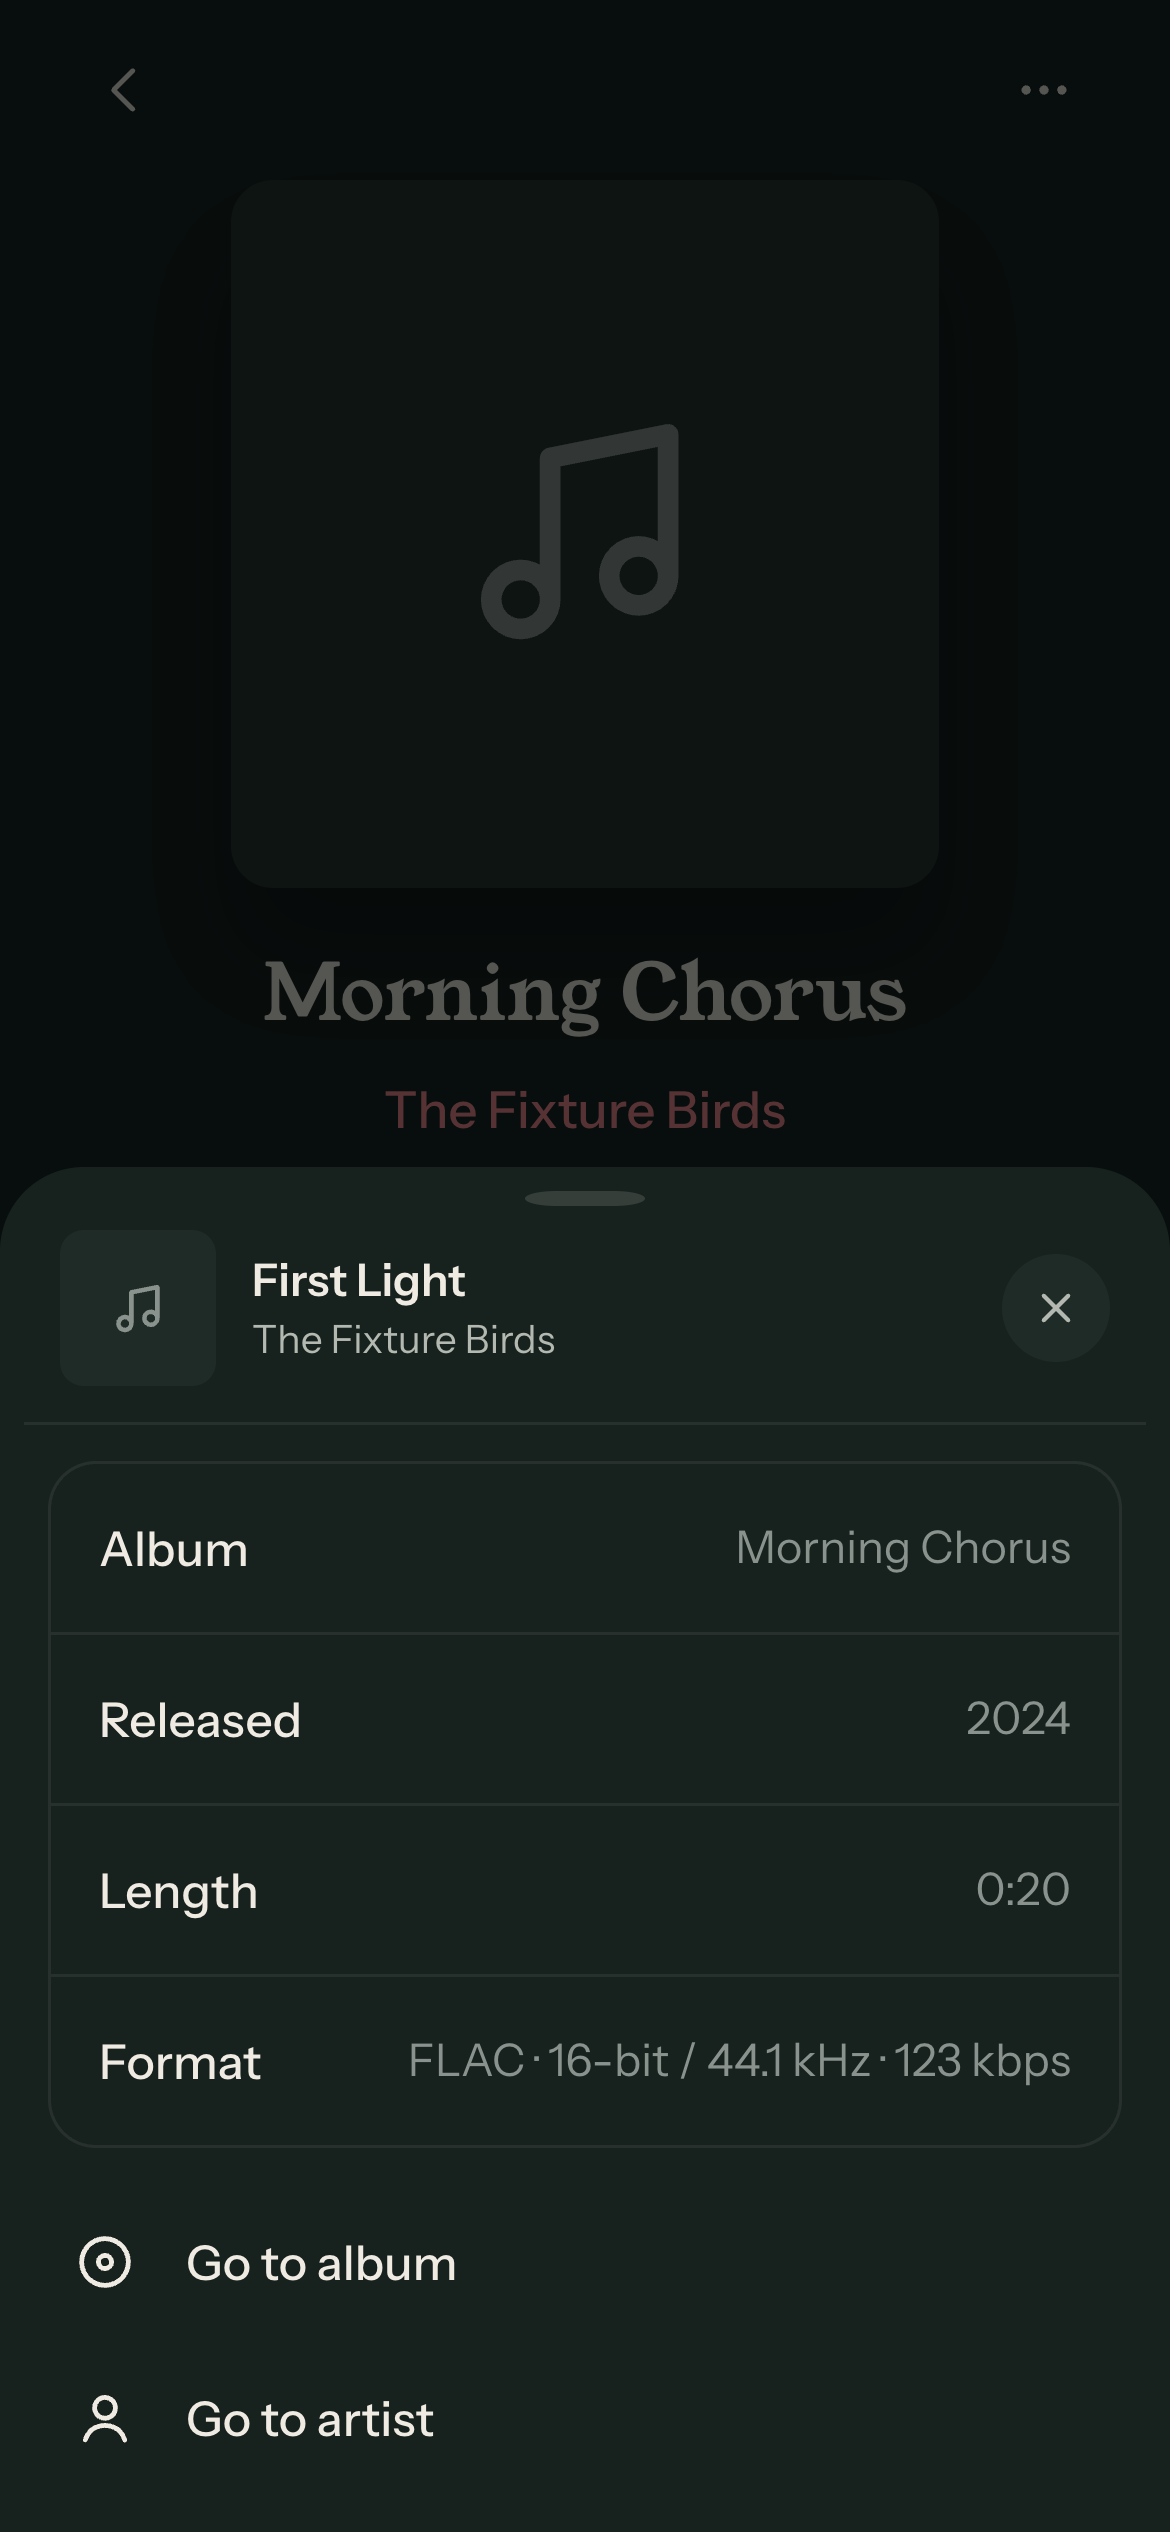 Morning Chorus
The Fixture Birds
First Light
The Fixture Birds
Album Morning Chorus
Released 2024
Length 0:20
Format FLAC · 16-bit / 44.1 kHz · 123 kbps
Go to album
Go to artist